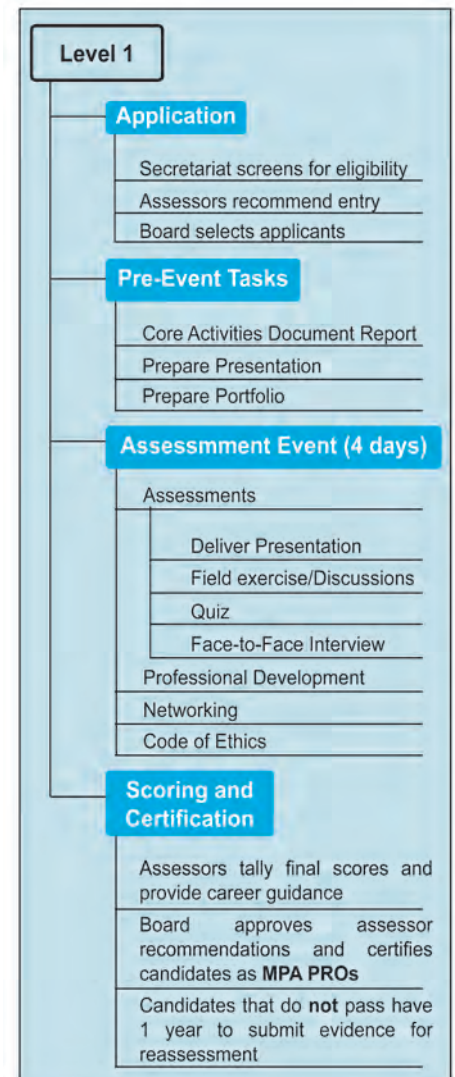 Level 1
Application
Secretariat screens for eligibility
Assessors recommend entry
Board selects applicants
Pre-Event Tasks
Core Activities Document Report
Prepare Presentation
Prepare Portfolio
Assessmment Event (4 days)
Assessments
Deliver Presentation
Field exercise/Discussions
Quiz
Face-to-Face Interview
Professional Development
Networking
Code of Ethics
Scoring and
Certification
Assessors tally final scores and
provide career guidance
Board approves assessor
recommendations and certifies
candidates as MPA PROs
Candidates that do not pass have
1 year to submit evidence for
reassessment